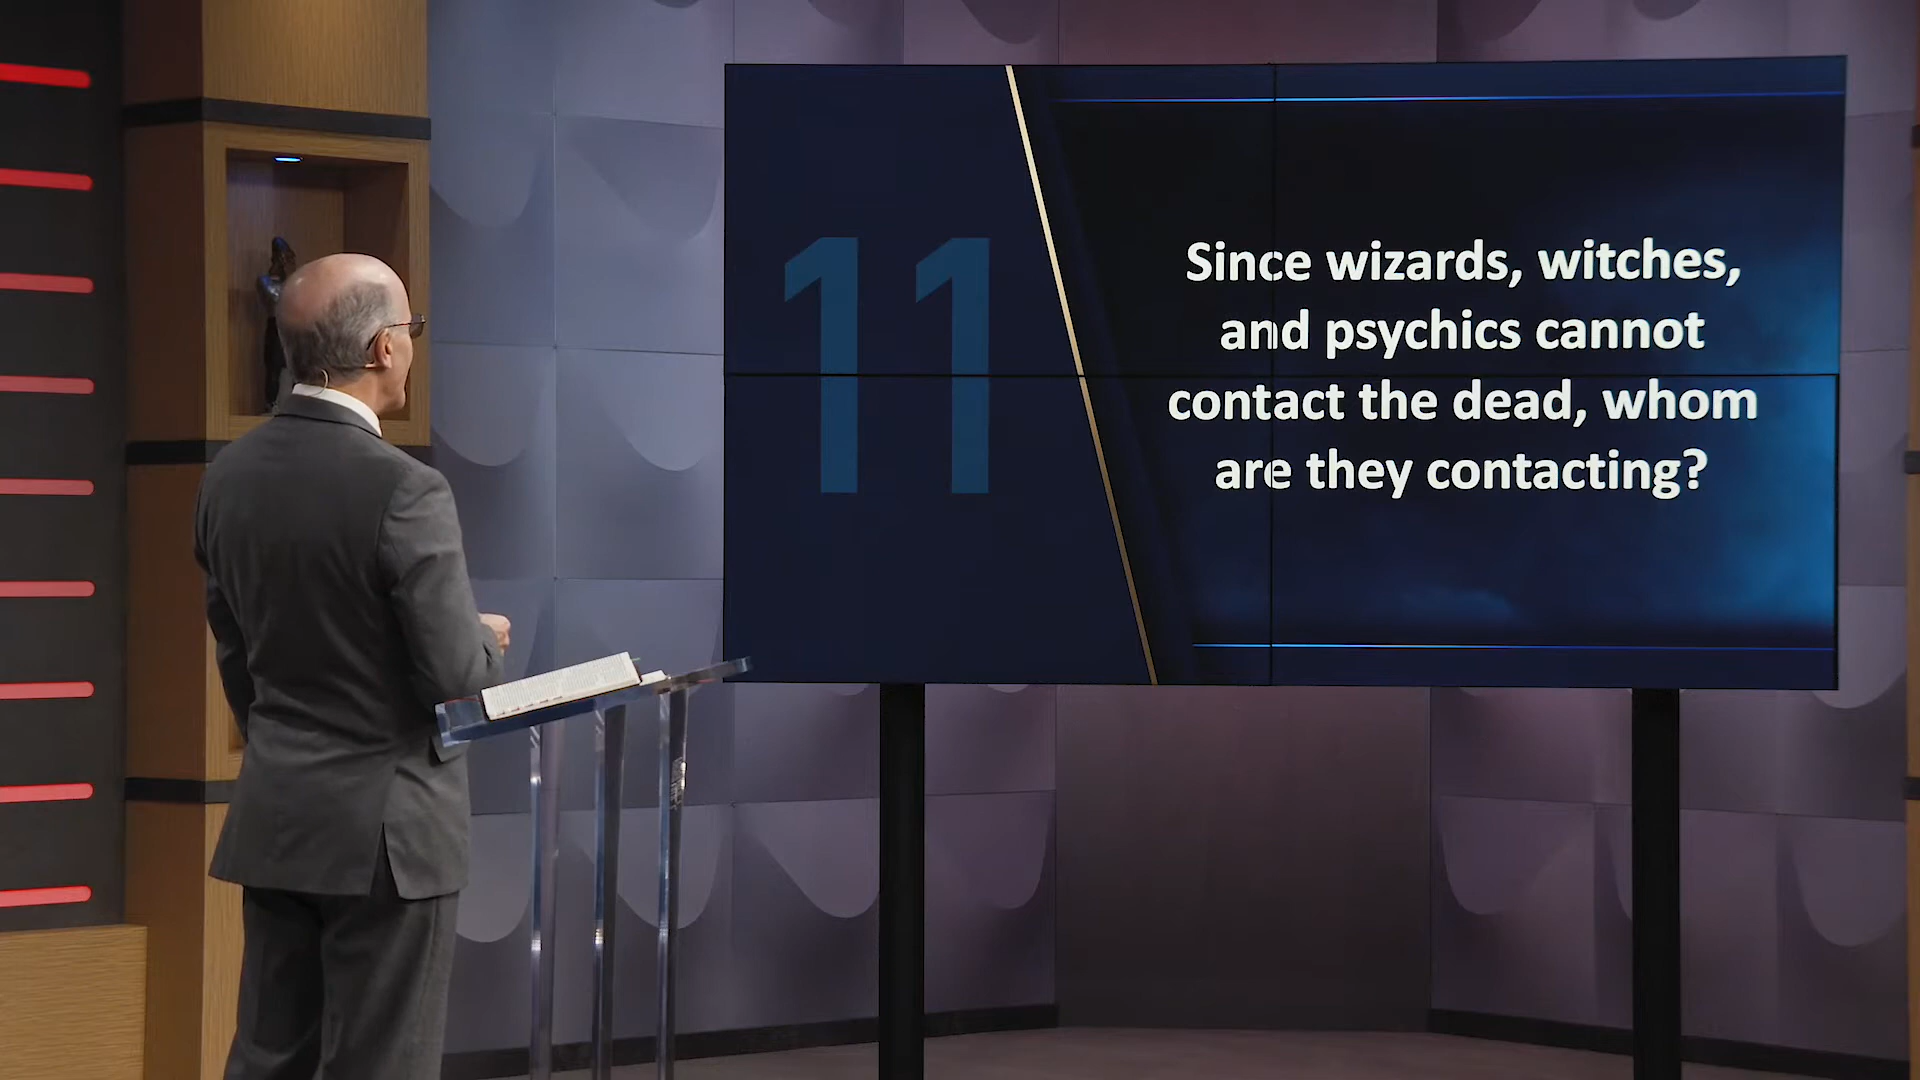 11
Since wizards, witches,
and psychics cannot
contact the dead, whom
are they contacting?